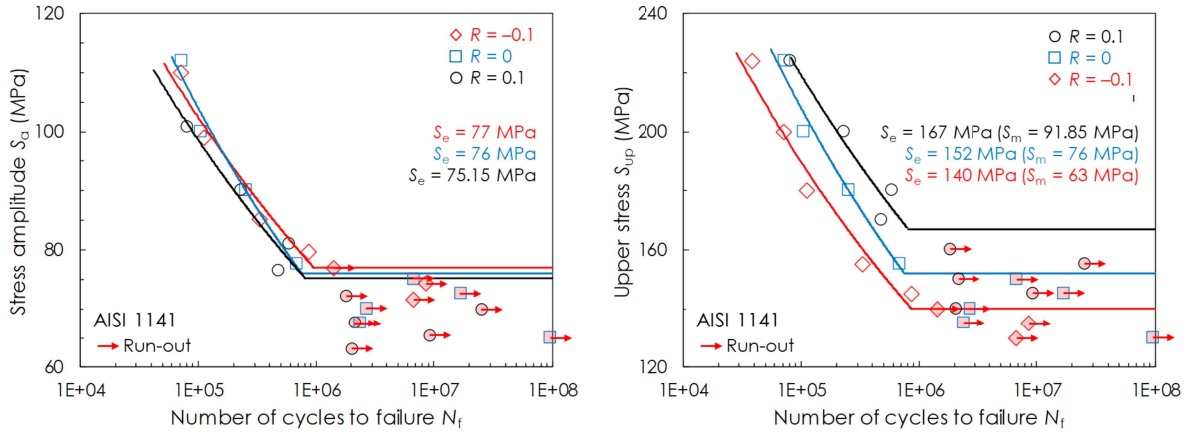 120
100
80
60
Stress amplitude Sa (MPa)
R = –0.1
R = 0
R = 0.1
Se = 77 MPa
Se = 76 MPa
Se = 75.15 MPa
AISI 1141
Run-out
1E+04 1E+05 1E+06 1E+07 1E+08
Number of cycles to failure Nf
240
200
160
120
Upper stress Sup (MPa)
R = 0.1
R = 0
R = –0.1
Se = 167 MPa (Sm = 91.85 MPa)
Se = 152 MPa (Sm = 76 MPa)
Se = 140 MPa (Sm = 63 MPa)
AISI 1141
Run-out
1E+04 1E+05 1E+06 1E+07 1E+08
Number of cycles to failure Nf